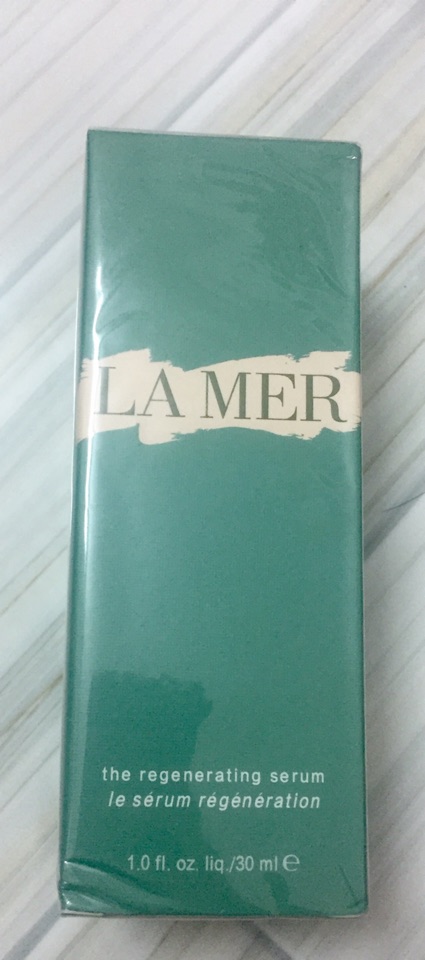 LA MER
the regenerating serum
le sérum régénération
1.0 fl. oz. liq./30 ml ℮